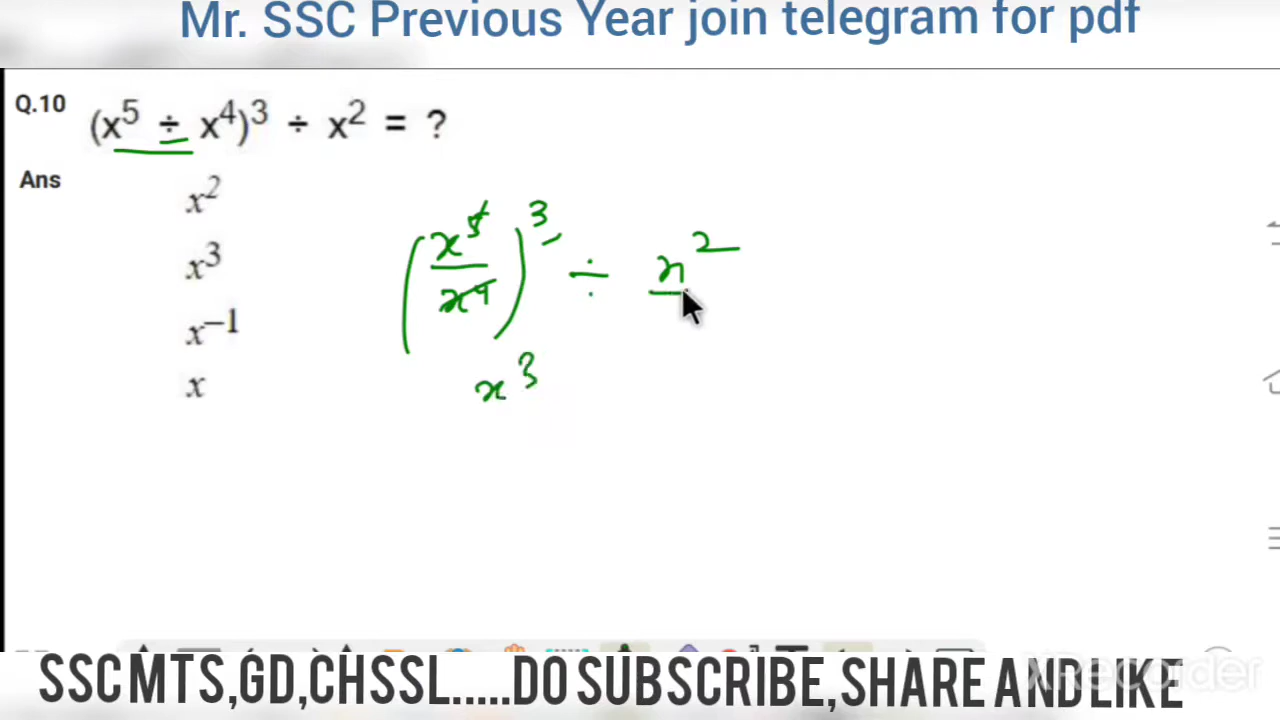 Mr. SSC Previous Year join telegram for pdf
Q.10 (x⁵ ÷ x⁴)³ ÷ x² = ?
Ans
x²
x³
x⁻¹
x
(x⁵/x⁴)³ ÷ x²
x³
SSC MTS,GD,CHSSL.....DO SUBSCRIBE, SHARE AND LIKE
XRecorder